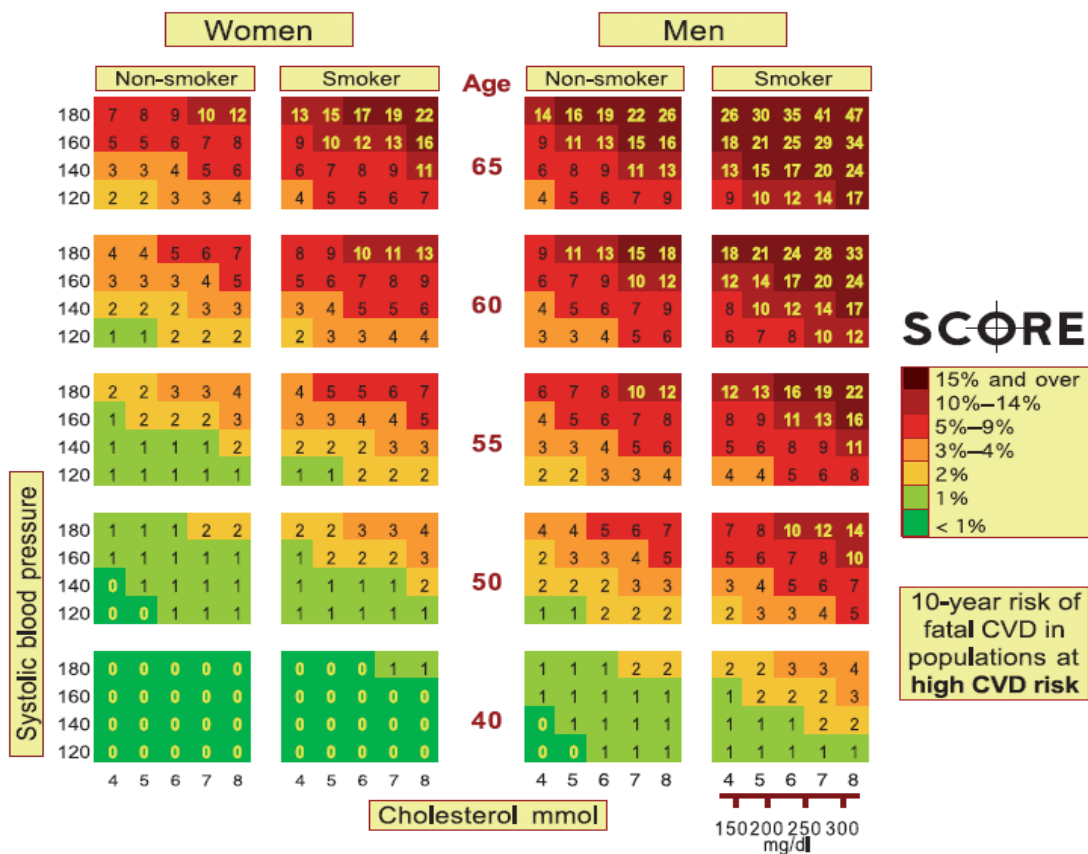 Women Men
Non-smoker Smoker Age Non-smoker Smoker
180 7 8 9 10 12 13 15 17 19 22 14 16 19 22 26 26 30 35 41 47
160 5 5 6 7 8 9 10 12 13 16 9 11 13 15 16 18 21 25 29 34
65
140 3 3 4 5 6 6 7 8 9 11 6 8 9 11 13 13 15 17 20 24
120 2 2 3 3 4 4 5 5 6 7 4 5 6 7 9 9 10 12 14 17
180 4 4 5 6 7 8 9 10 11 13 9 11 13 15 18 18 21 24 28 33
160 3 3 3 4 5 5 6 7 8 9 6 7 9 10 12 12 14 17 20 24
60
140 2 2 2 3 3 3 4 5 5 6 4 5 6 7 9 8 10 12 14 17
120 1 1 2 2 2 2 3 3 4 4 3 3 4 5 6 6 7 8 10 12
180 2 2 3 3 4 4 5 5 6 7 6 7 8 10 12 12 13 16 19 22
160 1 2 2 2 3 3 3 4 4 5 4 5 6 7 8 8 9 11 13 16
55
140 1 1 1 1 2 2 2 2 3 3 3 3 4 5 6 5 6 8 9 11
120 1 1 1 1 1 1 1 2 2 2 2 2 3 3 4 4 4 5 6 8
180 1 1 1 2 2 2 2 3 3 4 4 4 5 6 7 7 8 10 12 14
160 1 1 1 1 1 1 2 2 2 3 2 3 3 4 5 5 6 7 8 10
50
140 0 1 1 1 1 1 1 1 1 2 2 2 2 3 3 3 4 5 6 7
120 0 0 1 1 1 1 1 1 1 1 1 1 2 2 2 2 3 3 4 5
180 0 0 0 0 0 0 0 0 1 1 1 1 1 2 2 2 2 3 3 4
160 0 0 0 0 0 0 0 0 0 0 1 1 1 1 1 1 2 2 2 3
40
140 0 0 0 0 0 0 0 0 0 0 0 1 1 1 1 1 1 1 2 2
120 0 0 0 0 0 0 0 0 0 0 0 0 1 1 1 1 1 1 1 1
4 5 6 7 8 4 5 6 7 8 4 5 6 7 8 4 5 6 7 8
Systolic blood pressure
Cholesterol mmol
150 200 250 300
mg/dl
SCORE
15% and over
10%–14%
5%–9%
3%–4%
2%
1%
< 1%
10-year risk of
fatal CVD in
populations at
high CVD risk